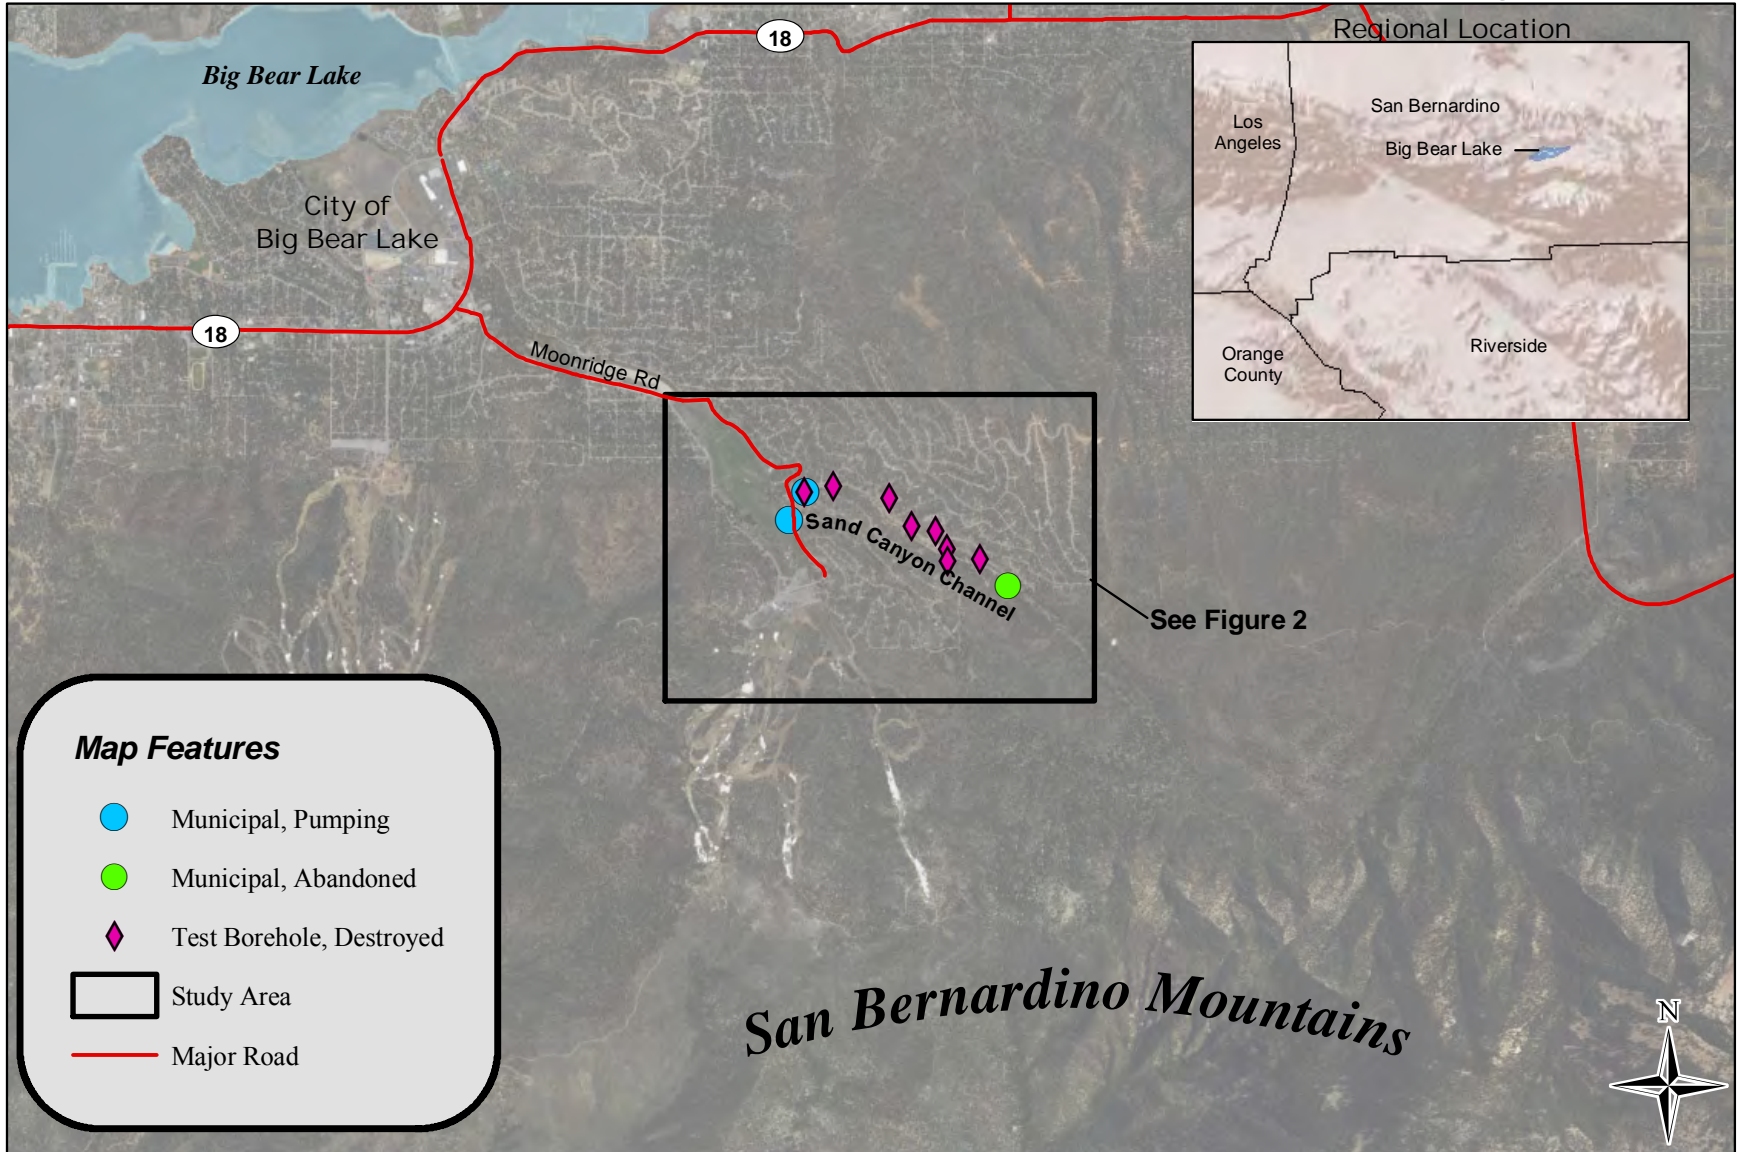 18
Regional Location
Big Bear Lake
San Bernardino
Los
Angeles
Big Bear Lake
City of
Big Bear Lake
18
Moonridge Rd
Orange
County
Riverside
Sand Canyon Channel
See Figure 2
Map Features
Municipal, Pumping
Municipal, Abandoned
Test Borehole, Destroyed
Study Area
Major Road
San Bernardino Mountains
N